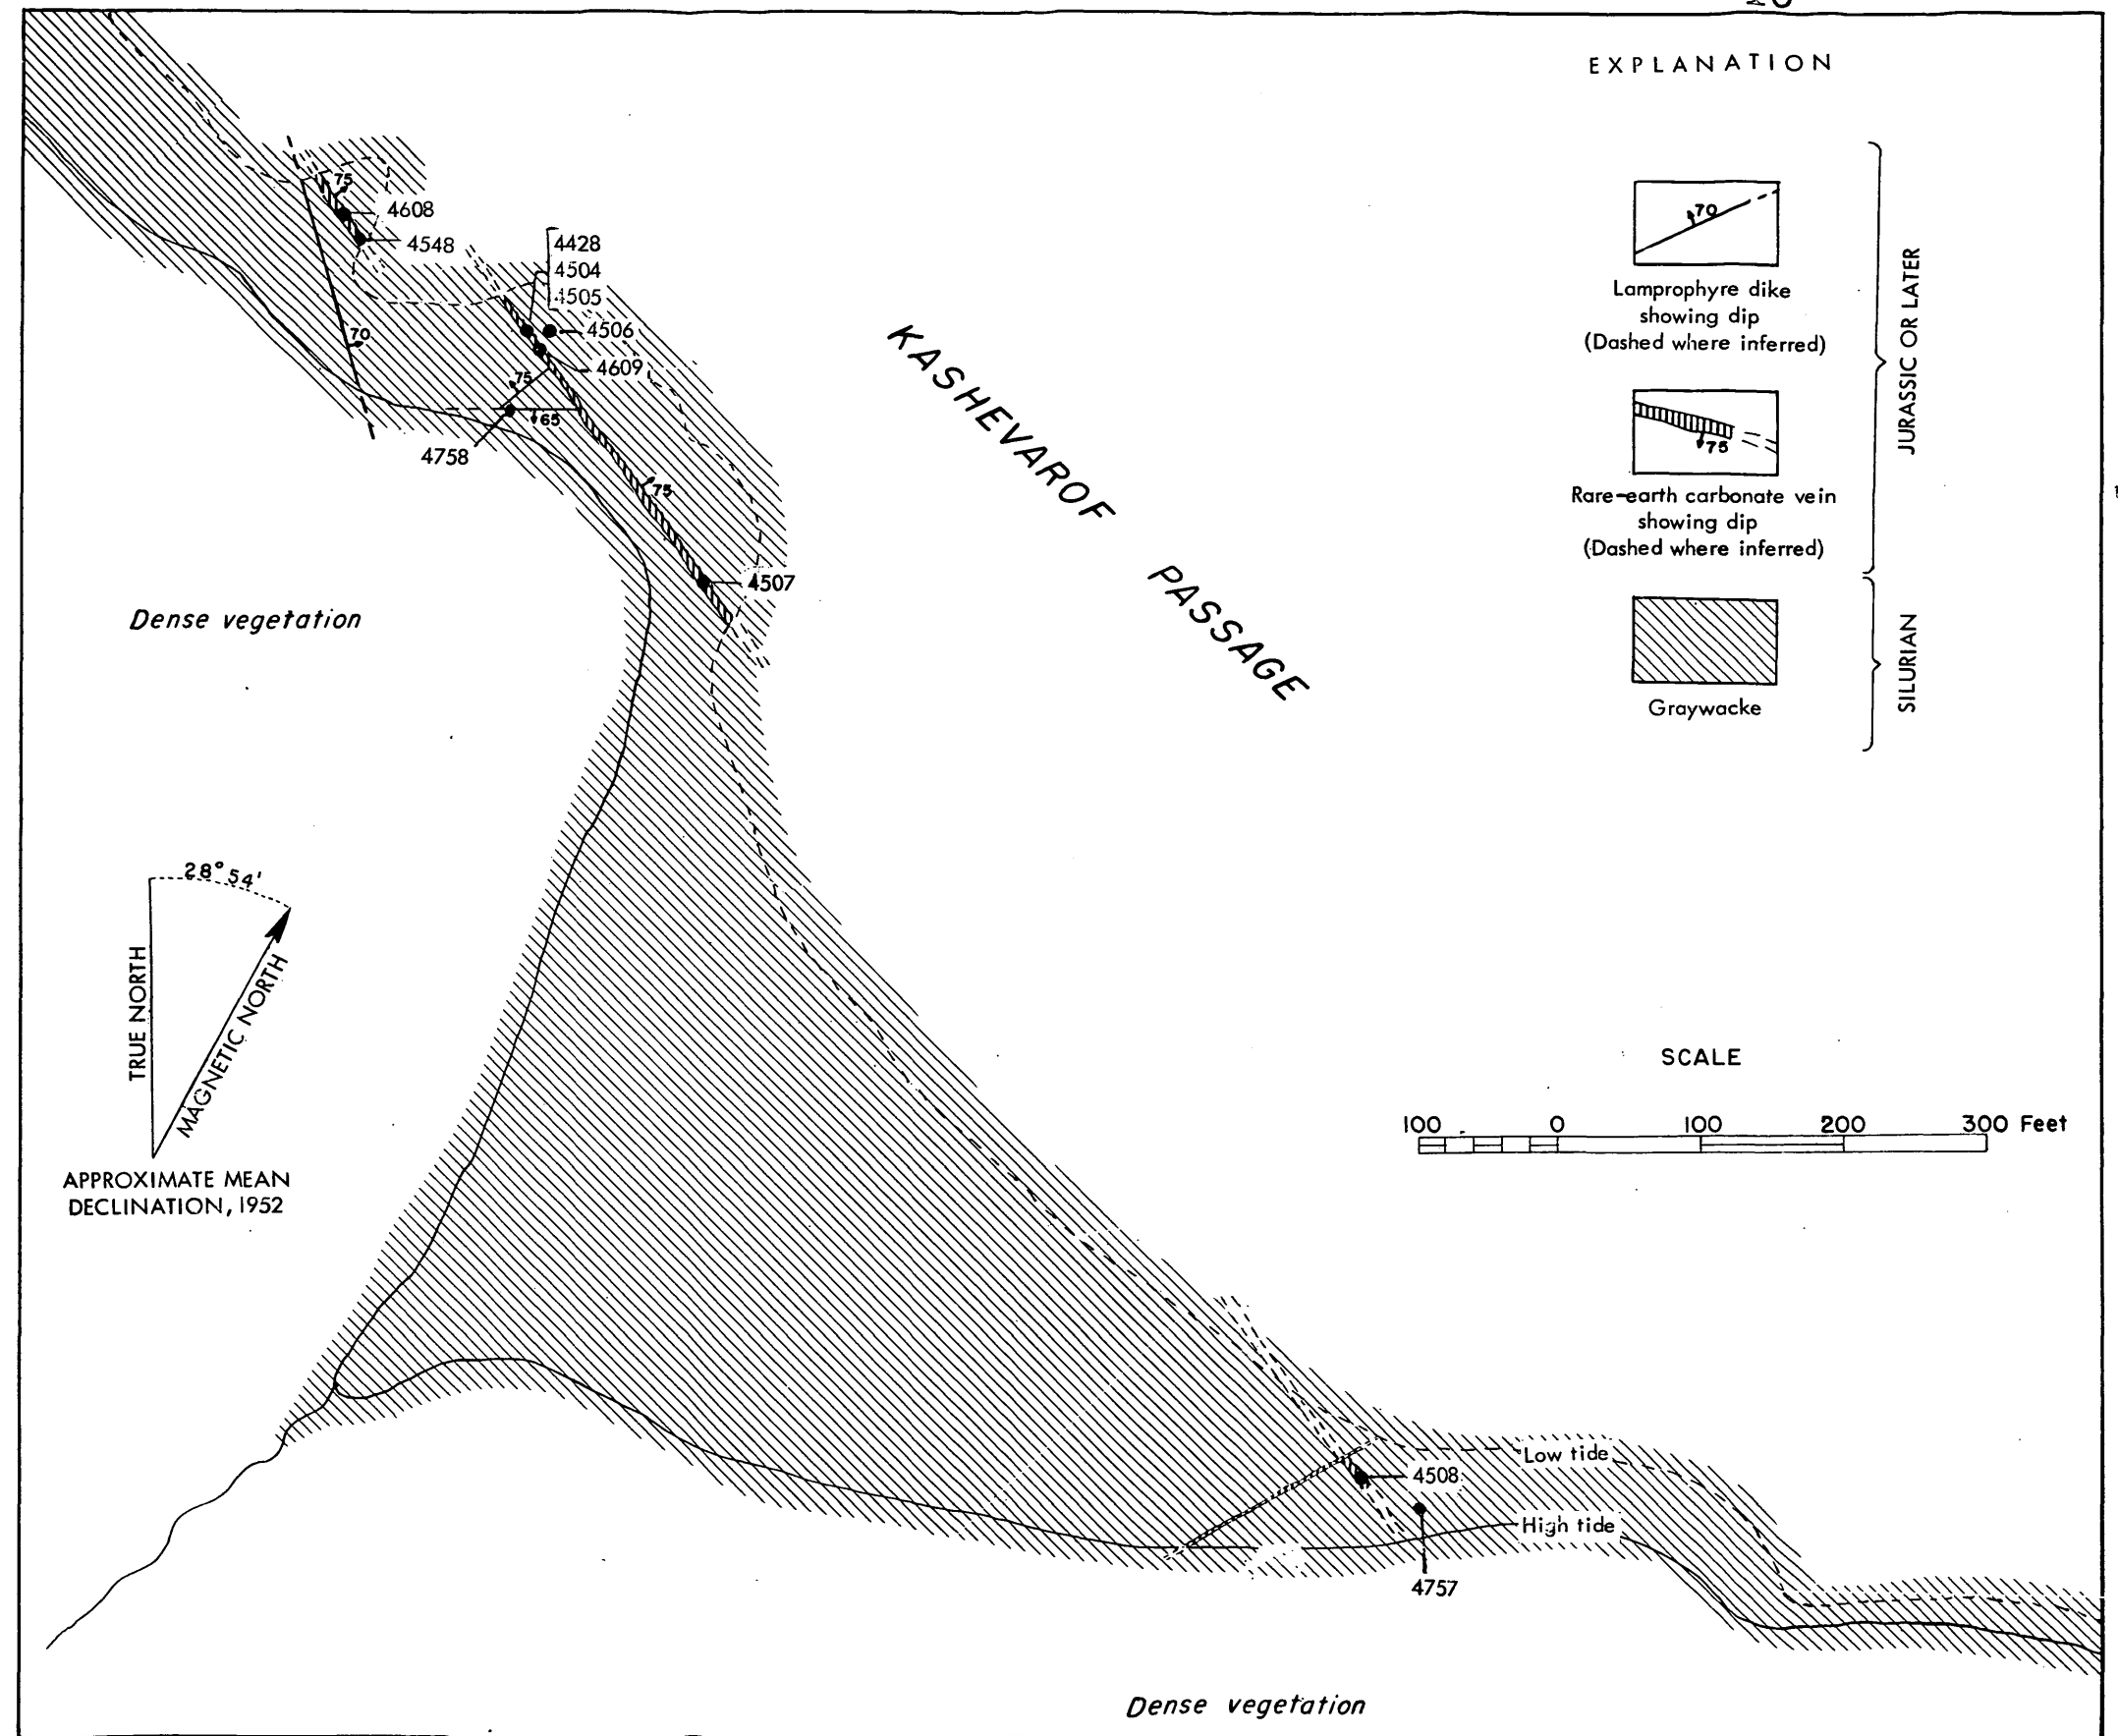 EXPLANATION
70
Lamprophyre dike
showing dip
(Dashed where inferred)
75
Rare-earth carbonate vein
showing dip
(Dashed where inferred)
Graywacke
JURASSIC OR LATER
SILURIAN
75
4608
4548
4428
4504
4505
4506
4609
70
75
65
4758
75
4507
KASHEVAROF
PASSAGE
Dense vegetation
28°54'
TRUE NORTH
MAGNETIC NORTH
APPROXIMATE MEAN
DECLINATION, 1952
SCALE
100 0 100 200 300 Feet
Low tide
4508
High tide
4757
Dense vegetation